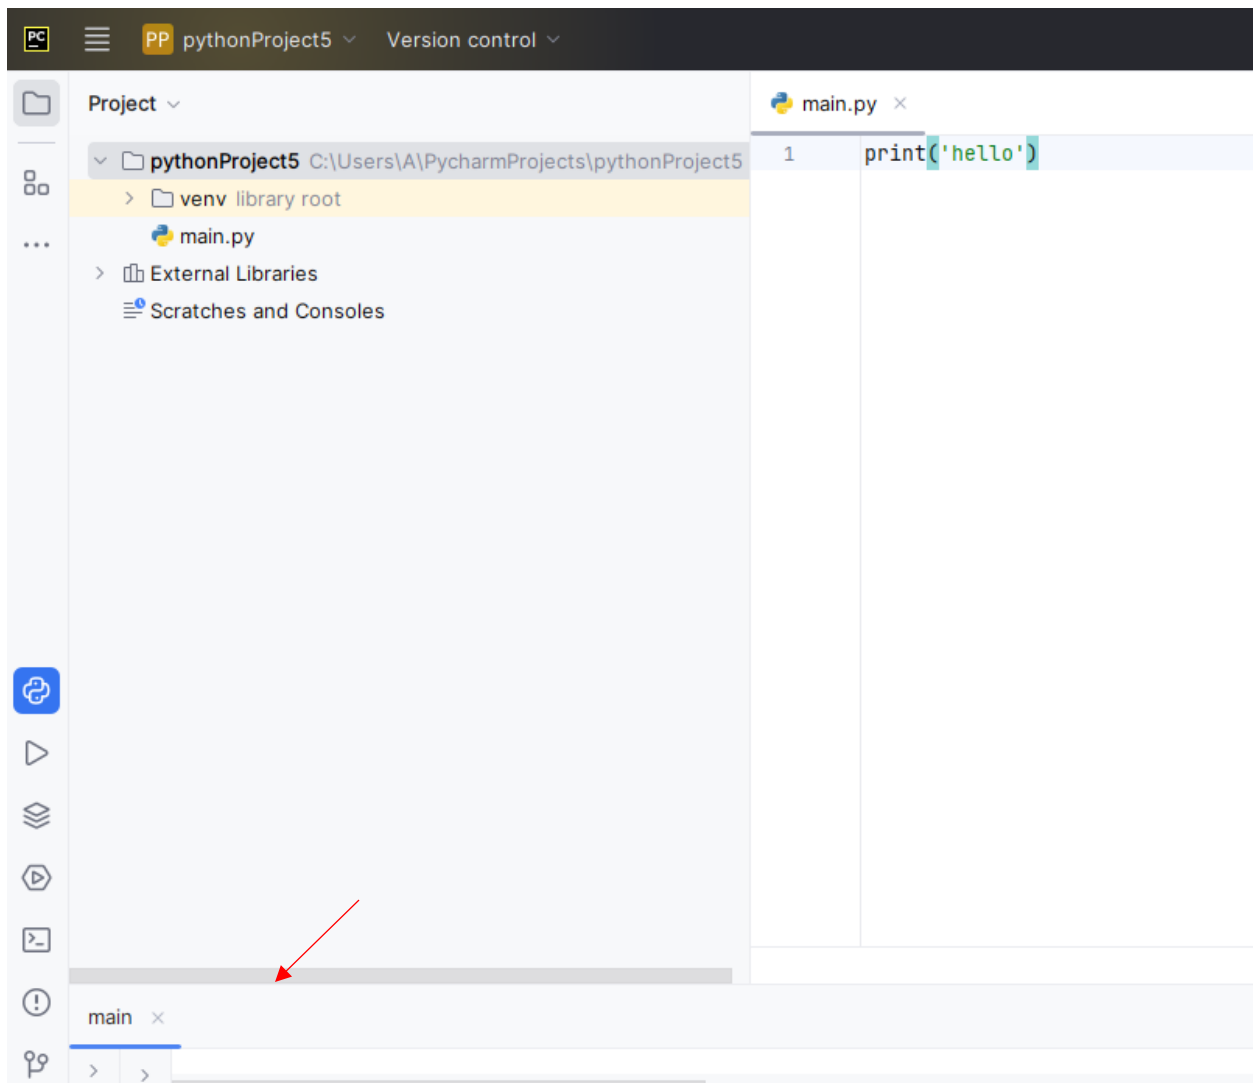 PC PP pythonProject5 Version control
Project
main.py
pythonProject5 C:\Users\A\PycharmProjects\pythonProject5
1 print('hello')
venv library root
main.py
External Libraries
Scratches and Consoles
main